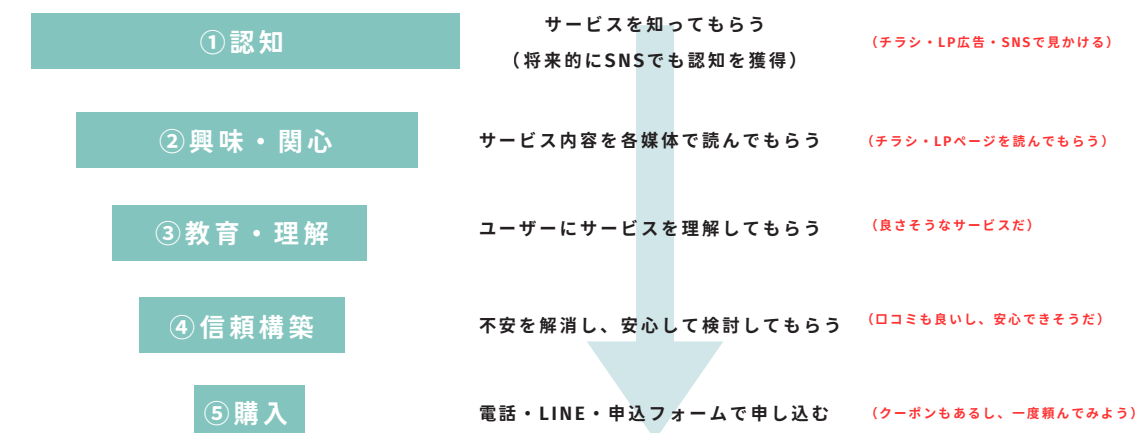 ①認知
サービスを知ってもらう
（将来的にSNSでも認知を獲得）
（チラシ・LP広告・SNSで見かける）
②興味・関心
サービス内容を各媒体で読んでもらう
（チラシ・LPページを読んでもらう）
③教育・理解
ユーザーにサービスを理解してもらう
（良さそうなサービスだ）
④信頼構築
不安を解消し、安心して検討してもらう
（口コミも良いし、安心できそうだ）
⑤購入
電話・LINE・申込フォームで申し込む
（クーポンもあるし、一度頼んでみよう）